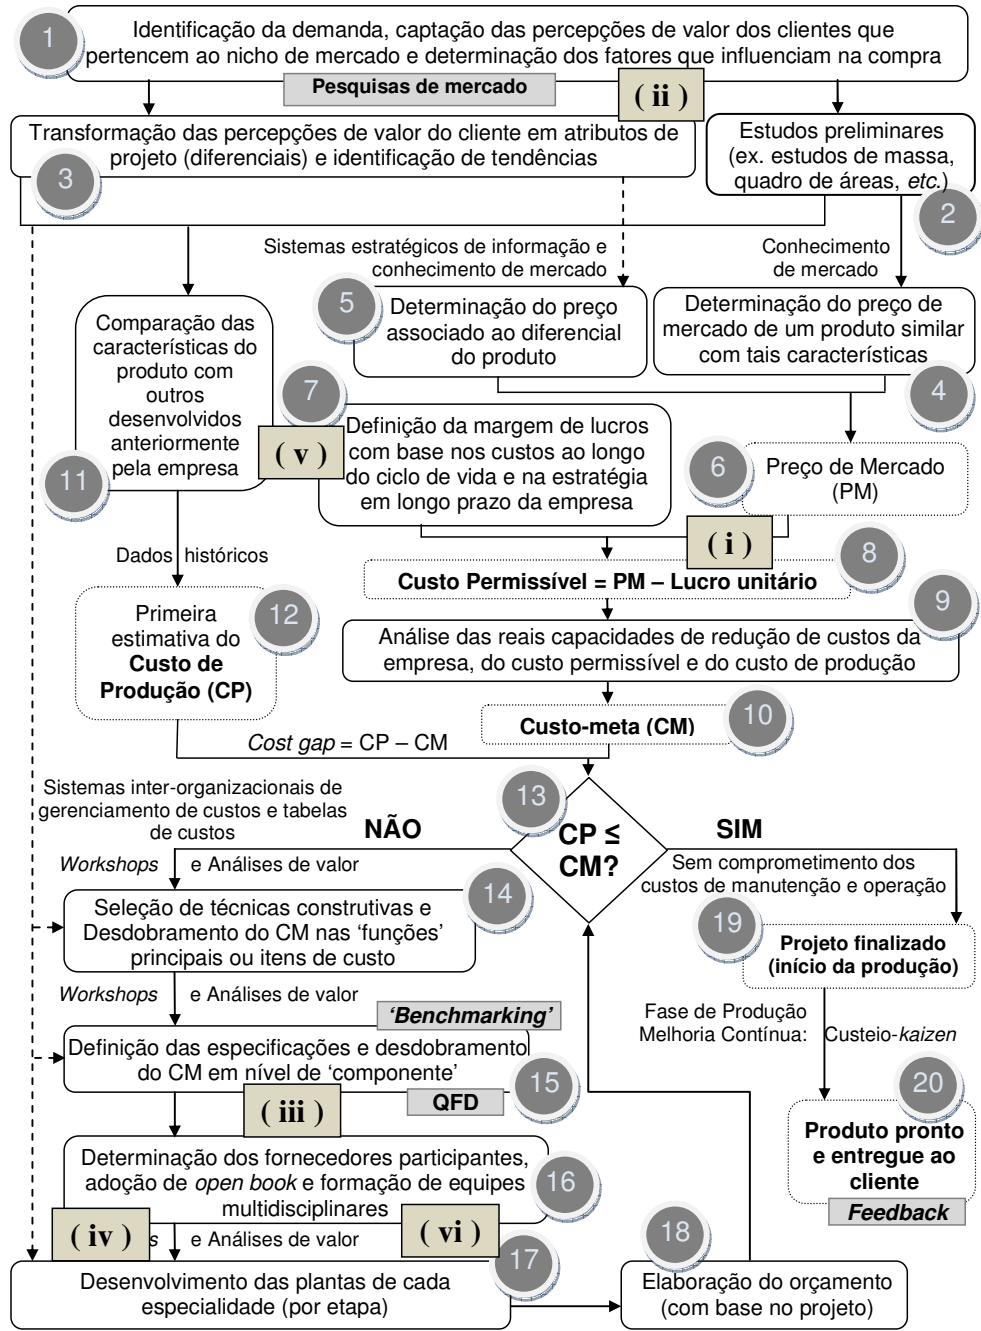 1
Identificação da demanda, captação das percepções de valor dos clientes que
pertencem ao nicho de mercado e determinação dos fatores que influenciam na compra
Pesquisas de mercado
( ii )
Transformação das percepções de valor do cliente em atributos de
projeto (diferenciais) e identificação de tendências
3
Estudos preliminares
(ex. estudos de massa,
quadro de áreas, etc.)
2
Sistemas estratégicos de informação e
conhecimento de mercado
Conhecimento
de mercado
5
Determinação do preço
associado ao diferencial
do produto
Determinação do preço de
mercado de um produto similar
com tais características
4
Comparação das
características do
produto com
outros
desenvolvidos
anteriormente
pela empresa
11
7
( v )
Definição da margem de lucros
com base nos custos ao longo
do ciclo de vida e na estratégia
em longo prazo da empresa
6
Preço de Mercado
(PM)
( i )
Dados históricos
8
Custo Permissível = PM – Lucro unitário
9
Análise das reais capacidades de redução de custos da
empresa, do custo permissível e do custo de produção
12
Primeira
estimativa do
Custo de
Produção (CP)
10
Custo-meta (CM)
Cost gap = CP – CM
Sistemas inter-organizacionais de
gerenciamento de custos e tabelas
de custos
13
CP ≤
CM?
NÃO
SIM
Workshops e Análises de valor
Sem comprometimento dos
custos de manutenção e operação
14
Seleção de técnicas construtivas e
Desdobramento do CM nas ‘funções’
principais ou itens de custo
19
Projeto finalizado
(início da produção)
Workshops e Análises de valor
‘Benchmarking’
Fase de Produção
Melhoria Contínua: Custeio-kaizen
Definição das especificações e desdobramento
do CM em nível de ‘componente’
15
QFD
( iii )
20
Produto pronto
e entregue ao
cliente
Feedback
Determinação dos fornecedores participantes,
adoção de open book e formação de equipes
multidisciplinares
16
( iv )
s e Análises de valor
( vi )
17
Desenvolvimento das plantas de cada
especialidade (por etapa)
18
Elaboração do orçamento
(com base no projeto)